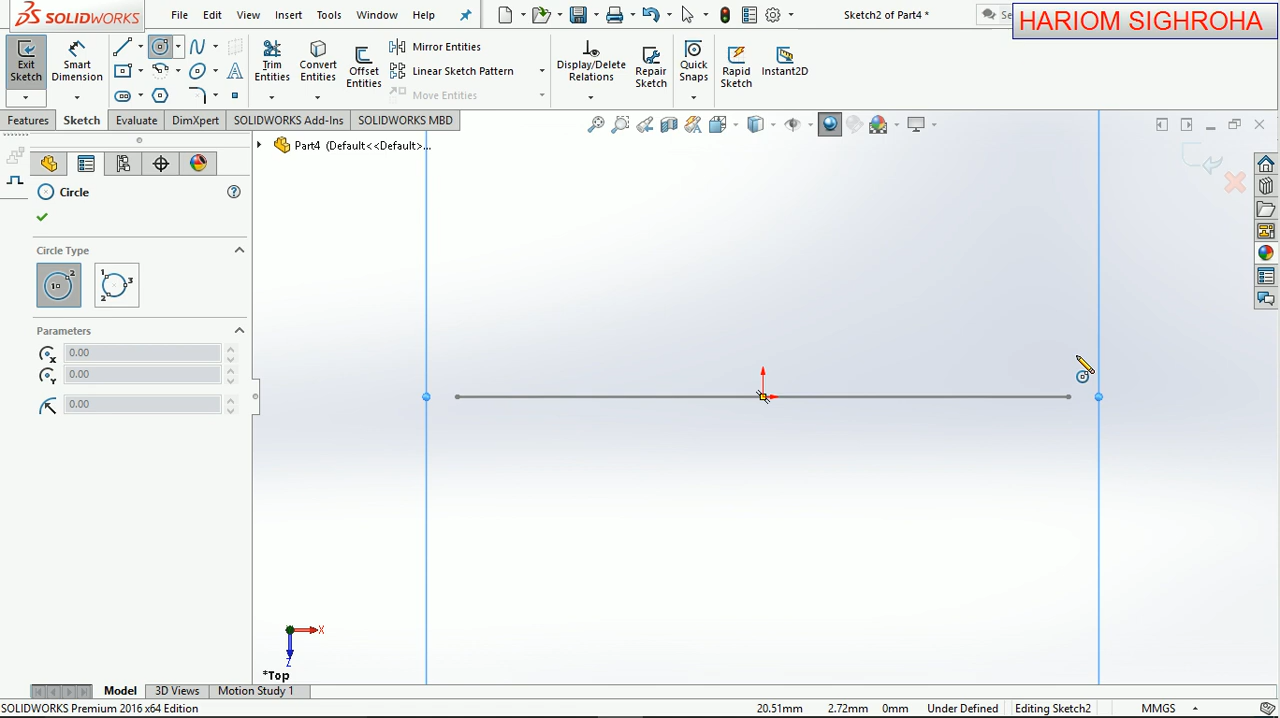 SOLIDWORKS File Edit View Insert Tools Window Help Sketch2 of Part4 *
HARIOM SIGHROHA
Exit Sketch
Smart Dimension
Trim Entities
Convert Entities
Offset Entities
Mirror Entities
Linear Sketch Pattern
Move Entities
Display/Delete Relations
Repair Sketch
Quick Snaps
Rapid Sketch
Instant2D
Features Sketch Evaluate DimXpert SOLIDWORKS Add-Ins SOLIDWORKS MBD
Part4 (Default<<Default>...
Circle
Circle Type
Parameters
0.00
0.00
0.00
X
Z
*Top
Model 3D Views Motion Study 1
SOLIDWORKS Premium 2016 x64 Edition 20.51mm 2.72mm 0mm Under Defined Editing Sketch2 MMGS